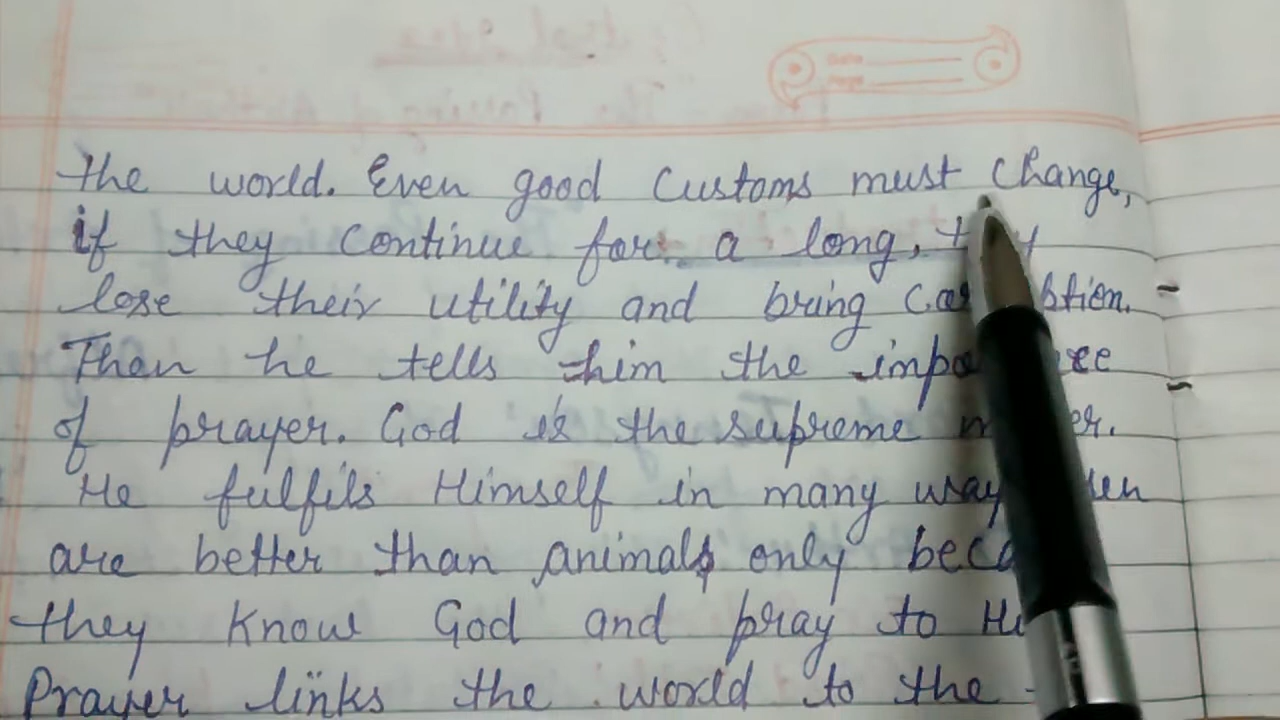 the world. Even good customs must change,
if they continue for a long,
lose their utility and bring
Than he tells him the
of prayer. God is the supreme
He fulfils Himself in many
are better than animals only
they know God and pray to
Prayer links the world to the